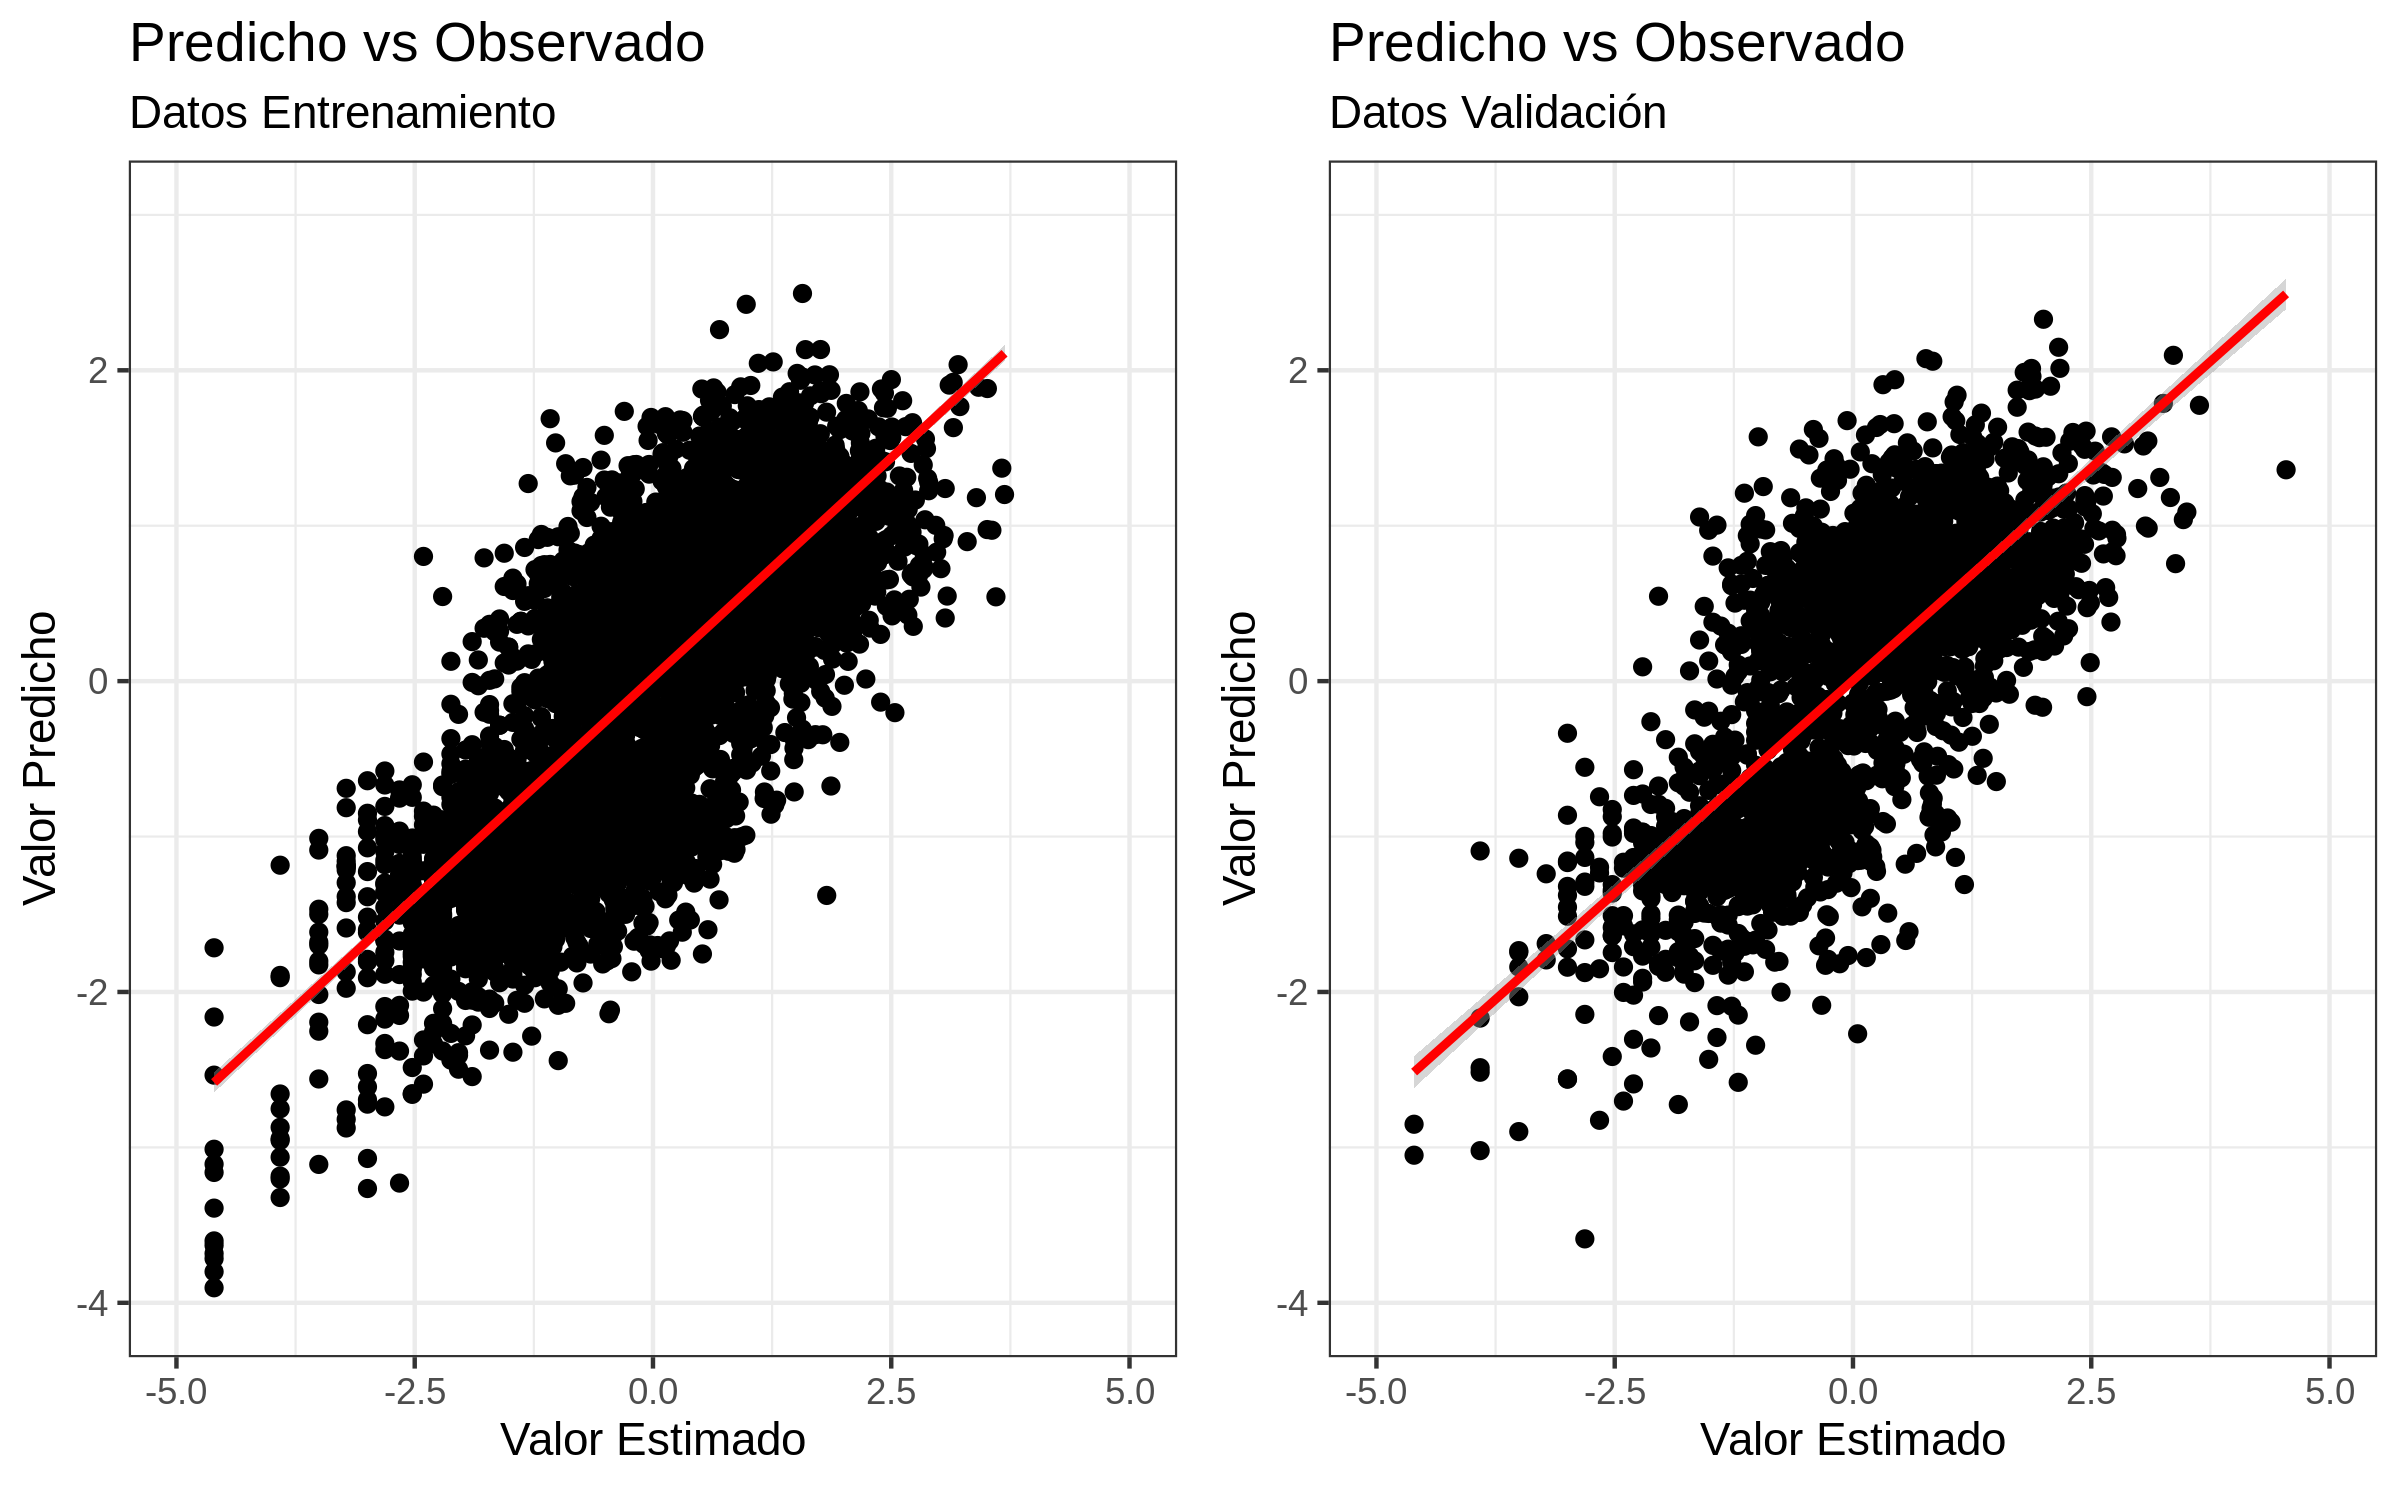 Predicho vs Observado
Datos Entrenamiento
Valor Predicho
2
0
-2
-4
-5.0 -2.5 0.0 2.5 5.0
Valor Estimado
Predicho vs Observado
Datos Validación
Valor Predicho
2
0
-2
-4
-5.0 -2.5 0.0 2.5 5.0
Valor Estimado